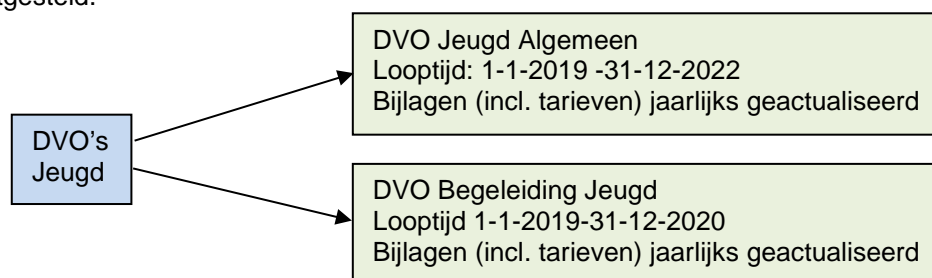 DVO Jeugd Algemeen
Looptijd: 1-1-2019 -31-12-2022
Bijlagen (incl. tarieven) jaarlijks geactualiseerd
DVO's
Jeugd
DVO Begeleiding Jeugd
Looptijd 1-1-2019-31-12-2020
Bijlagen (incl. tarieven) jaarlijks geactualiseerd